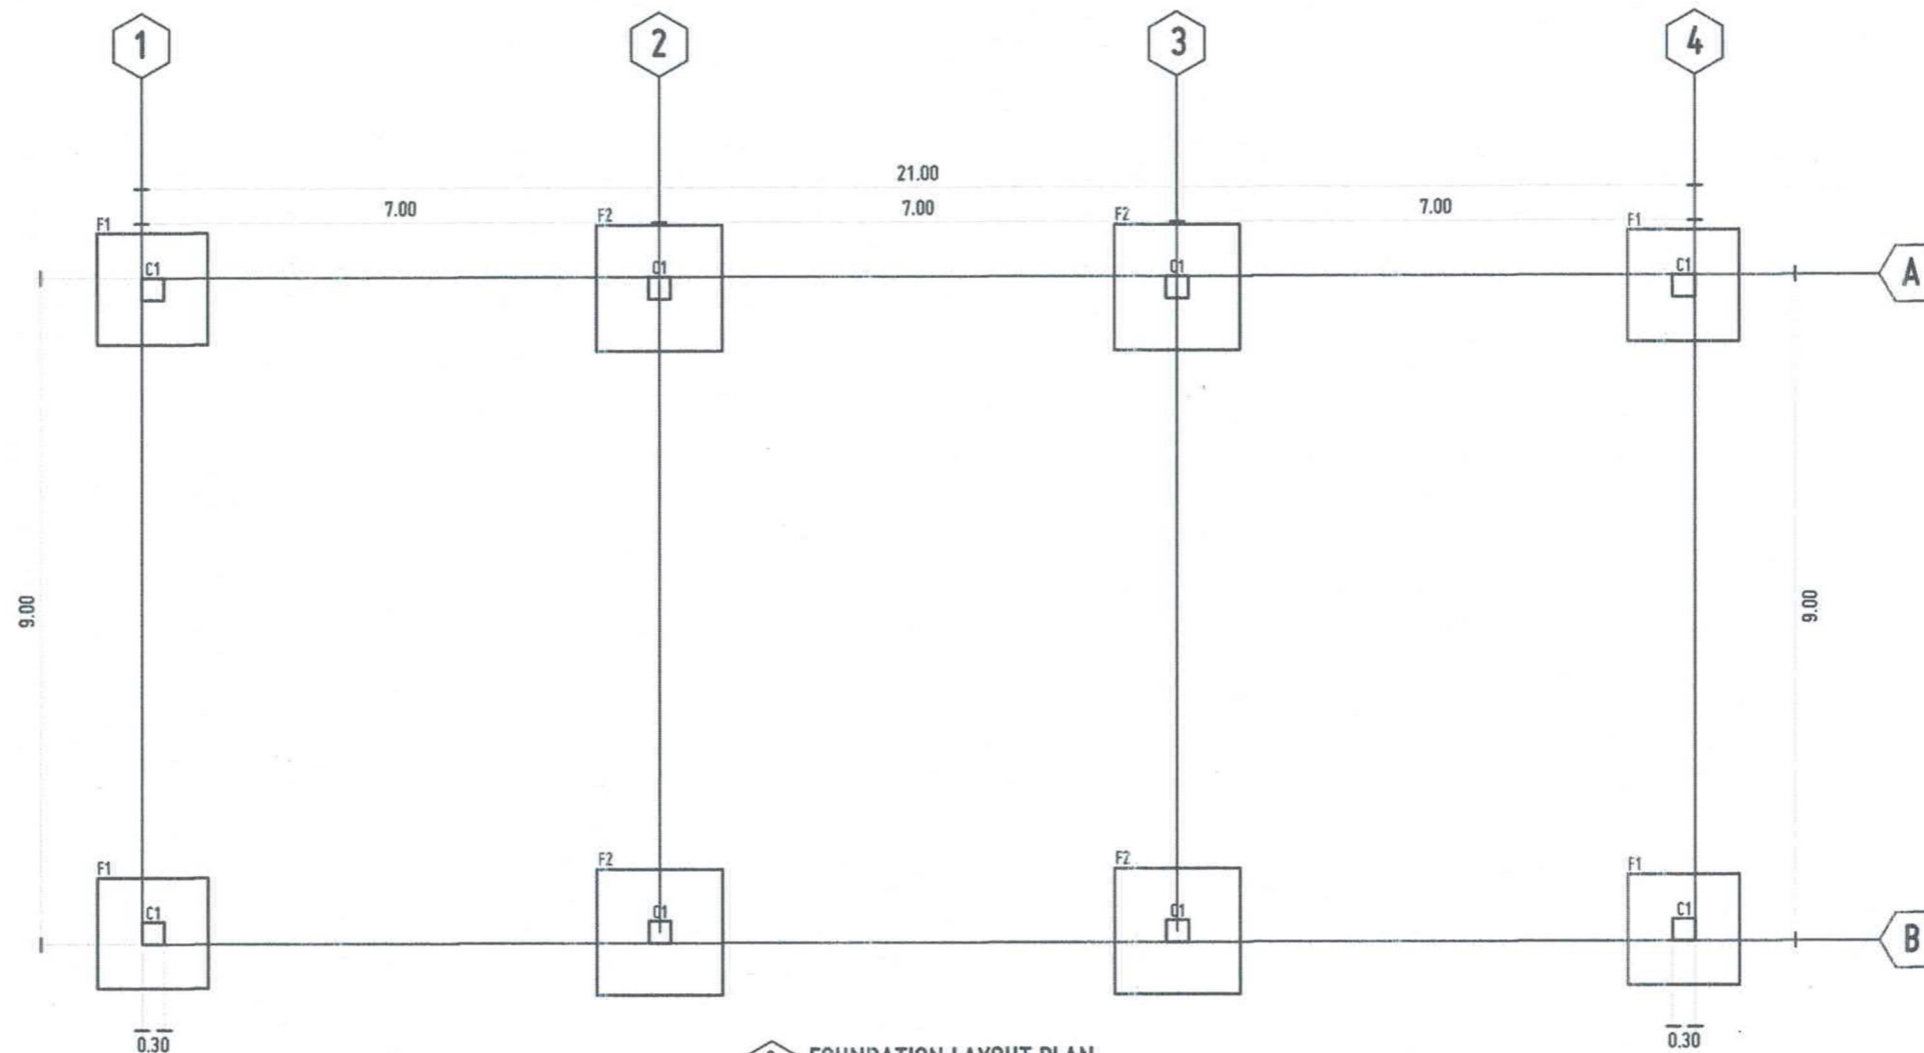 1 2 3 4
21.00
7.00 7.00 7.00
F1 F2 F2 F1
C1 C1 C1 C1
A
9.00 9.00
F1 F2 F2 F1
C1 C1 C1 C1
B
0.30 0.30
FOUNDATION LAYOUT PLAN